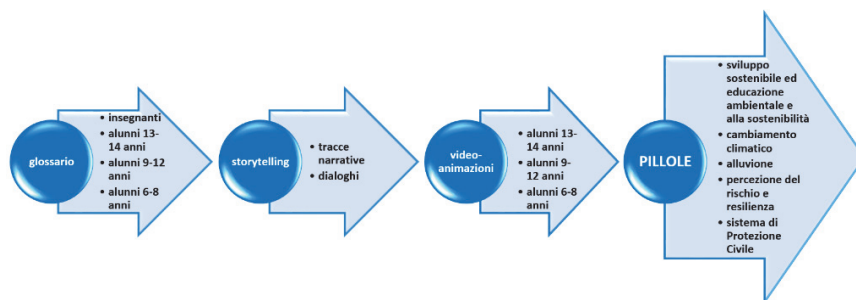 glossario
• insegnanti
• alunni 13-
14 anni
• alunni 9-12
anni
• alunni 6-8
anni
storytelling
• tracce
narrative
• dialoghi
video-
animazioni
• alunni 13-
14 anni
• alunni 9-
12 anni
• alunni 6-8
anni
PILLOLE
• sviluppo
sostenibile ed
educazione
ambientale e
alla sostenibilità
• cambiamento
climatico
• alluvione
• percezione del
rischio e
resilienza
• sistema di
Protezione
Civile